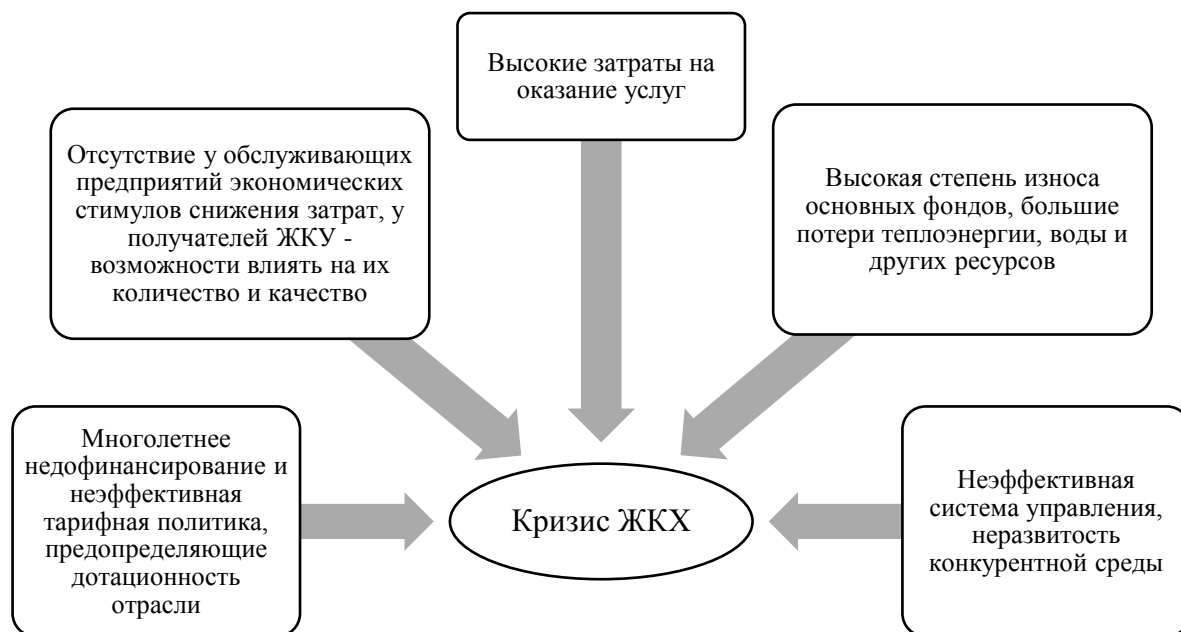 Высокие затраты на
оказание услуг
Отсутствие у обслуживающих
предприятий экономических
стимулов снижения затрат, у
получателей ЖКУ -
возможности влиять на их
количество и качество
Высокая степень износа
основных фондов, большие
потери теплоэнергии, воды и
других ресурсов
Многолетнее
недофинансирование и
неэффективная
тарифная политика,
предопределяющие
дотационность
отрасли
Кризис ЖКХ
Неэффективная
система управления,
неразвитость
конкурентной среды